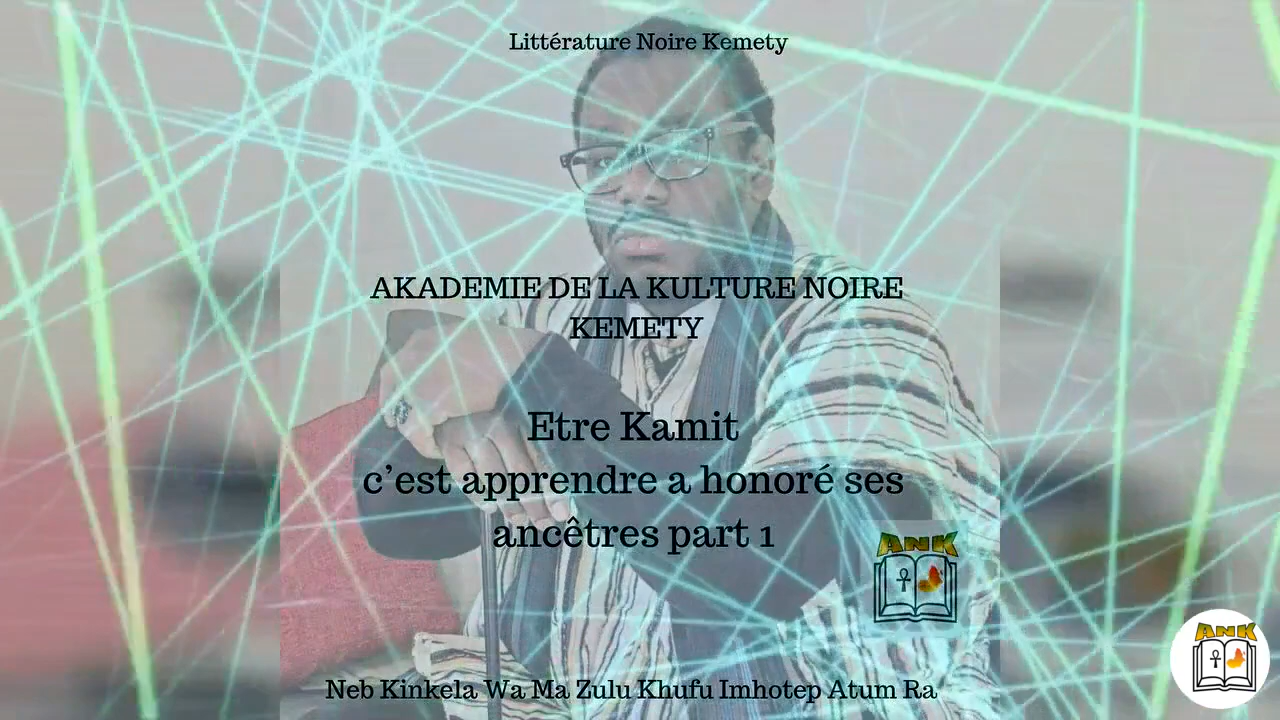 Littérature Noire Kemety
AKADEMIE DE LA KULTURE NOIRE
KEMETY
Etre Kamit
c’est apprendre a honoré ses
ancêtres part 1
ANK
ANK
Neb Kinkela Wa Ma Zulu Khufu Imhotep Atum Ra